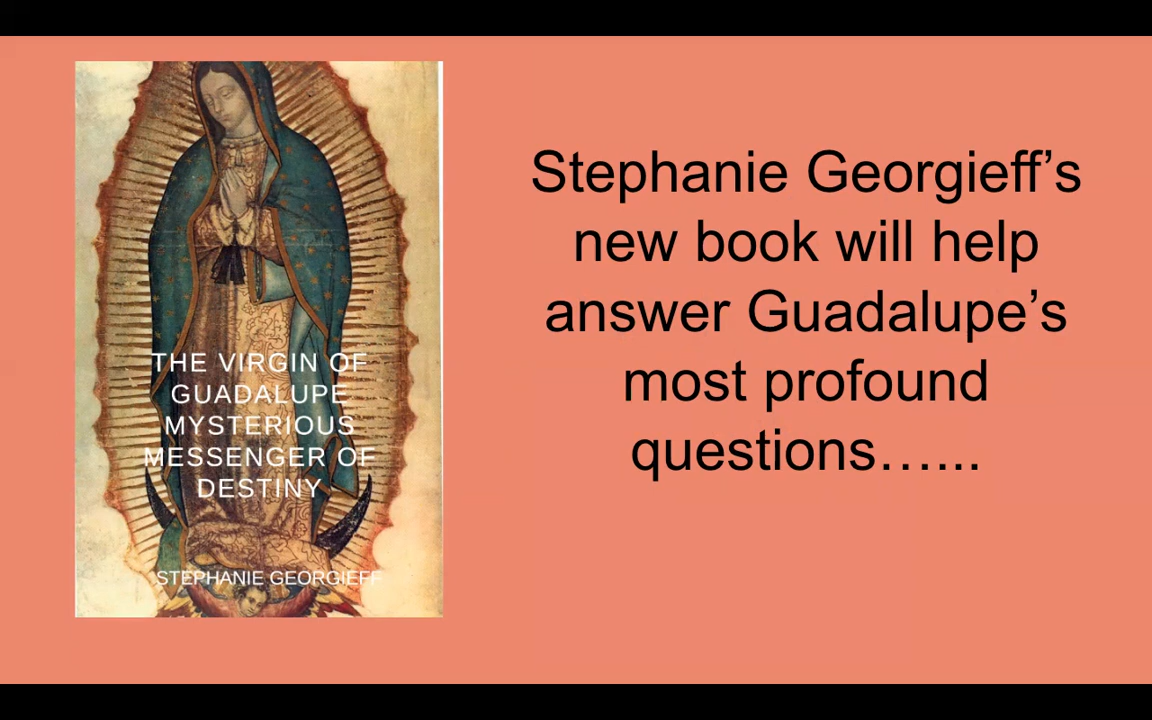 THE VIRGIN OF
GUADALUPE
MYSTERIOUS
MESSENGER OF
DESTINY
STEPHANIE GEORGIEFF
Stephanie Georgieff’s
new book will help
answer Guadalupe’s
most profound
questions…...